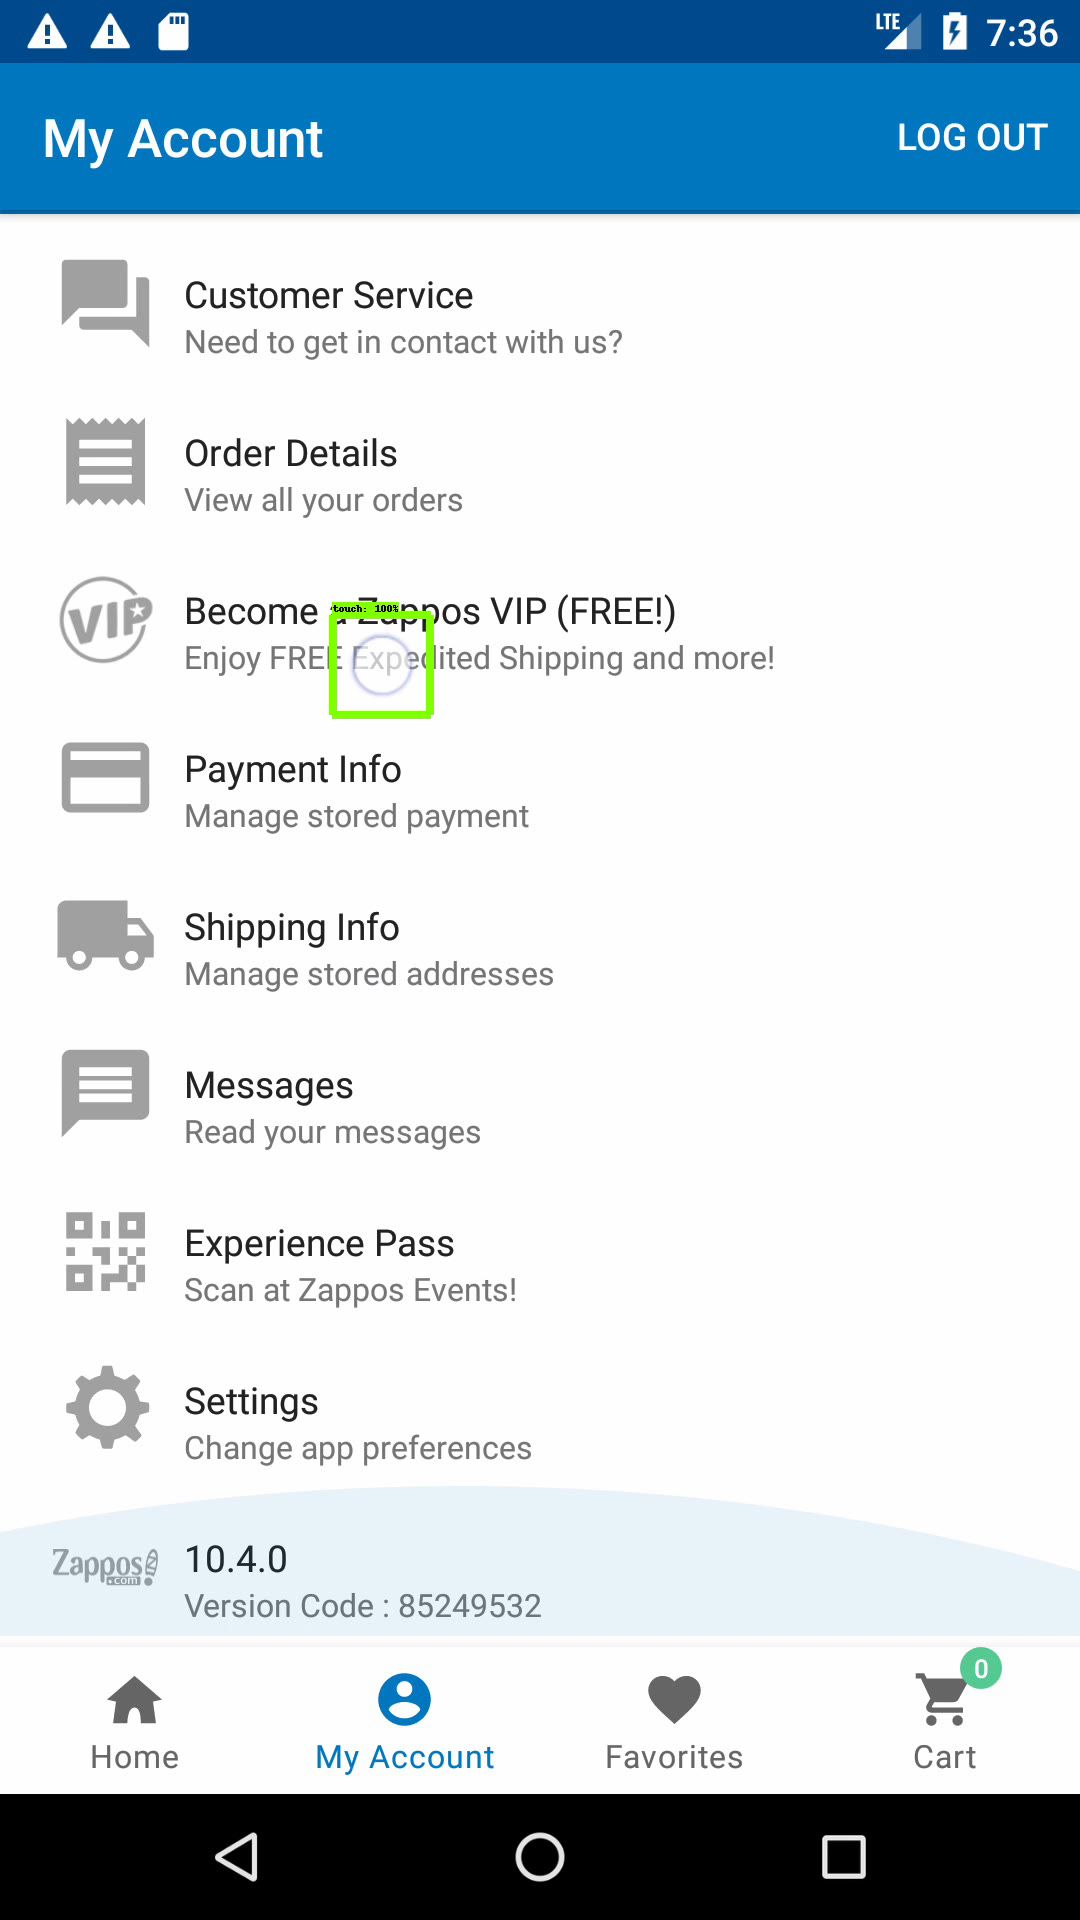 LTE 7:36
My Account LOG OUT
Customer Service
Need to get in contact with us?
Order Details
View all your orders
VIP
Become a Zappos VIP (FREE!)
touch: 100%
Enjoy FREE Expedited Shipping and more!
Payment Info
Manage stored payment
Shipping Info
Manage stored addresses
Messages
Read your messages
Experience Pass
Scan at Zappos Events!
Settings
Change app preferences
Zappos!
.com
10.4.0
Version Code : 85249532
0
Home My Account Favorites Cart